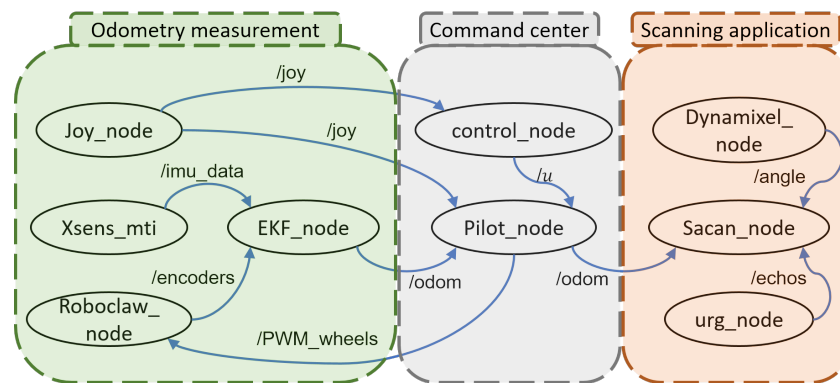 Odometry measurement
Command center
Scanning application
/joy
Joy_node
/joy
control_node
Dynamixel_
node
/imu_data
/u
/angle
Xsens_mti
EKF_node
Pilot_node
Sacan_node
/encoders
/odom
/odom
/echos
Roboclaw_
node
/PWM_wheels
urg_node